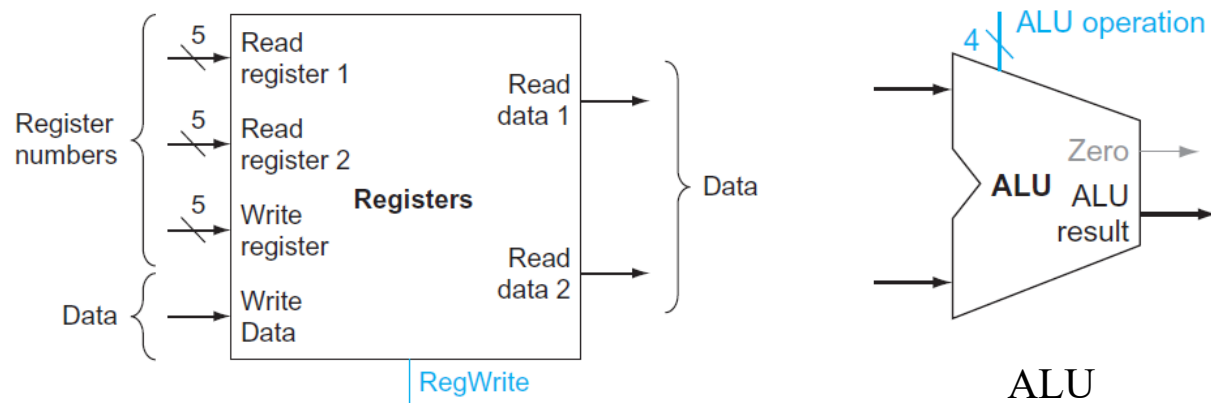 Register
numbers
Data
5
Read
register 1
5
Read
register 2
5
Write
register
Write
Data
Registers
Read
data 1
Read
data 2
RegWrite
Data
4
ALU operation
Zero
ALU
ALU
result
ALU